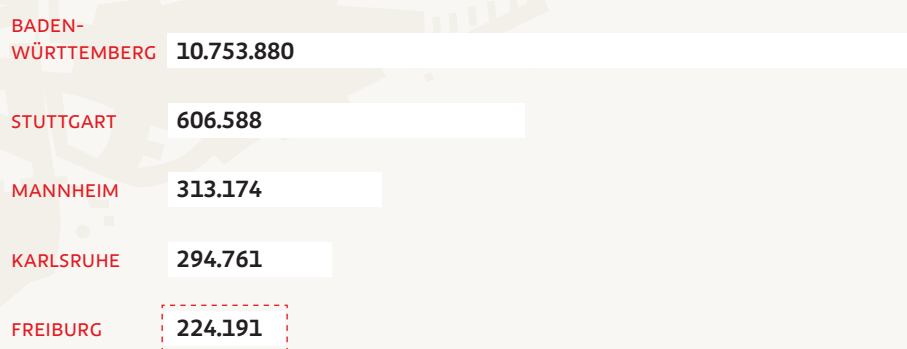 BADEN-
WÜRTTEMBERG 10.753.880
STUTTGART 606.588
MANNHEIM 313.174
KARLSRUHE 294.761
FREIBURG 224.191